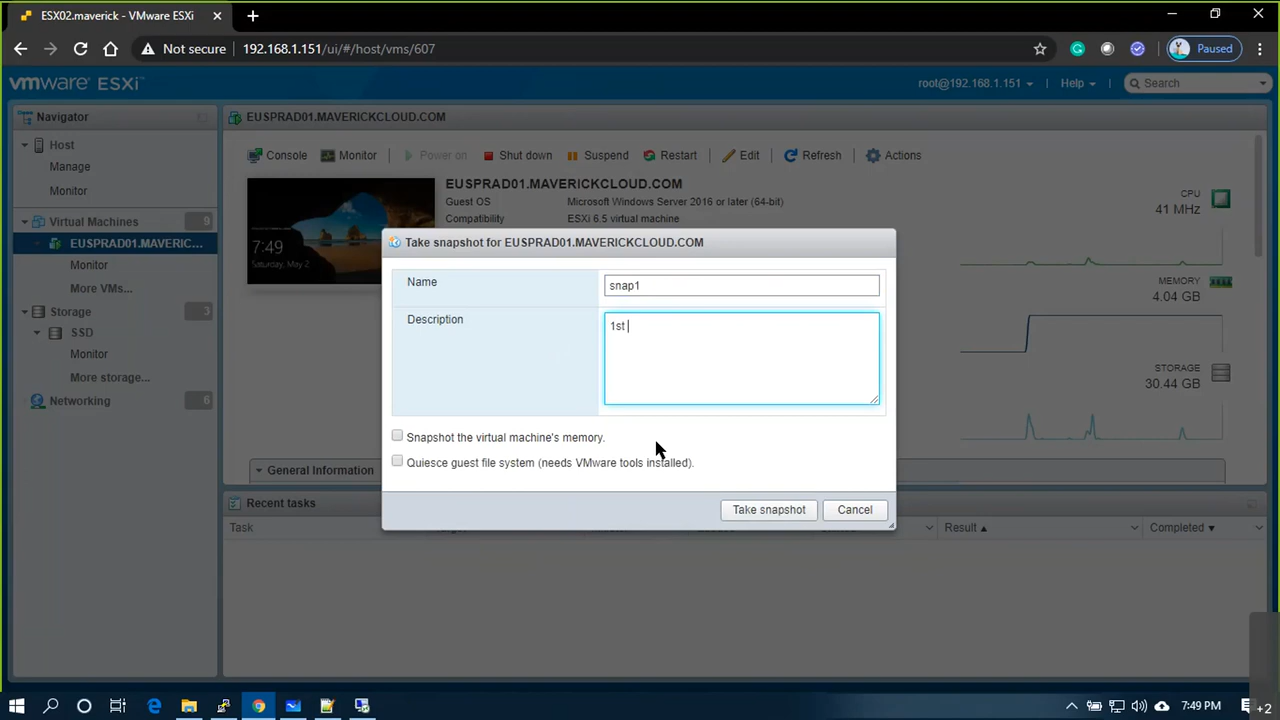 ESX02.maverick - VMware ESXi
Not secure 192.168.1.151/ui/#/host/vms/607
Paused
vmware ESXi
root@192.168.1.151
Help
Search
Navigator
EUSPRAD01.MAVERICKCLOUD.COM
Host
Manage
Monitor
Virtual Machines 9
EUSPRAD01.MAVERIC...
Monitor
More VMs...
Storage 3
SSD
Monitor
More storage...
Networking 6
Console Monitor Power on Shut down Suspend Restart Edit Refresh Actions
7:49
EUSPRAD01.MAVERICKCLOUD.COM
Guest OS Microsoft Windows Server 2016 or later (64-bit)
Compatibility ESXi 6.5 virtual machine
CPU
41 MHz
MEMORY
4.04 GB
STORAGE
30.44 GB
Take snapshot for EUSPRAD01.MAVERICKCLOUD.COM
Name snap1
Description 1st
Snapshot the virtual machine's memory.
Quiesce guest file system (needs VMware tools installed).
Take snapshot Cancel
General Information
Recent tasks
Task
Result
Completed
7:49 PM
+2